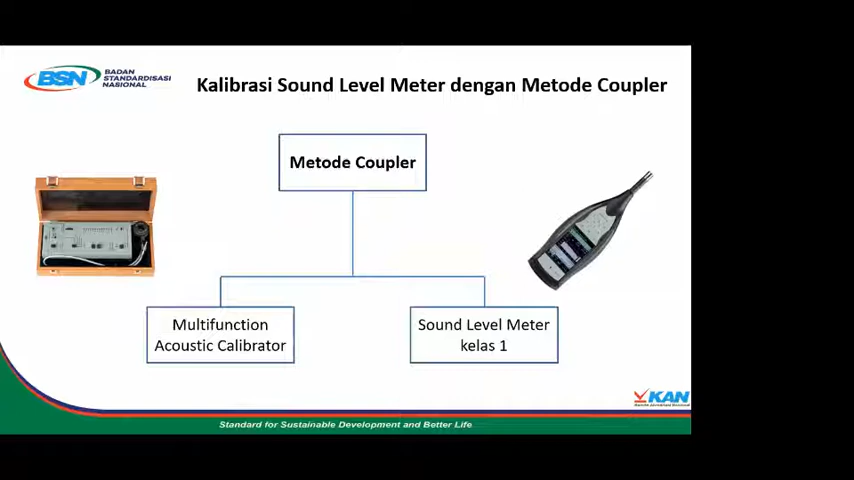 BSN
BADAN
STANDARDISASI
NASIONAL
Kalibrasi Sound Level Meter dengan Metode Coupler
Metode Coupler
Multifunction
Acoustic Calibrator
Sound Level Meter
kelas 1
KAN
Standard for Sustainable Development and Better Life